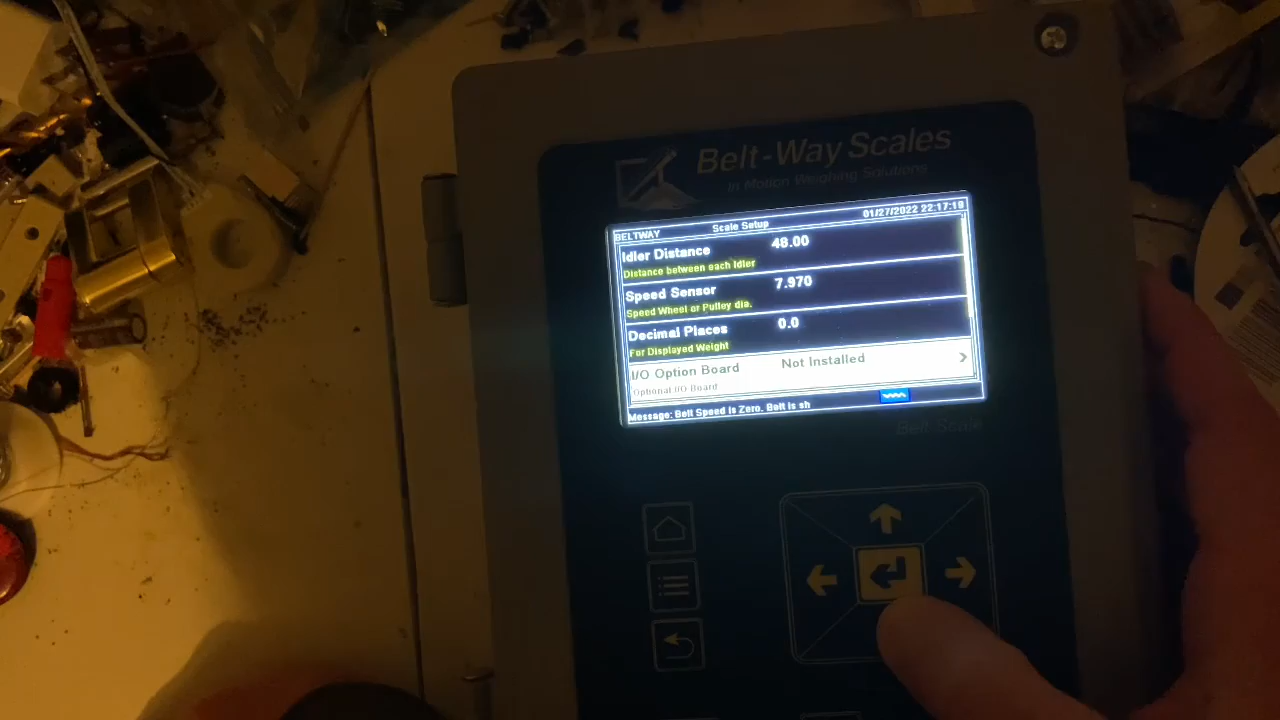 Belt-Way Scales
In Motion Weighing Solutions
BELTWAY Scale Setup 01/27/2022 22:17:19
Idler Distance 48.00
Distance between each Idler
Speed Sensor 7.970
Speed Wheel or Pulley dia.
Decimal Places 0.0
For Displayed Weight
I/O Option Board Not Installed >
Optional I/O Board
Message: Belt Speed is Zero. Belt is sh
Belt Scale